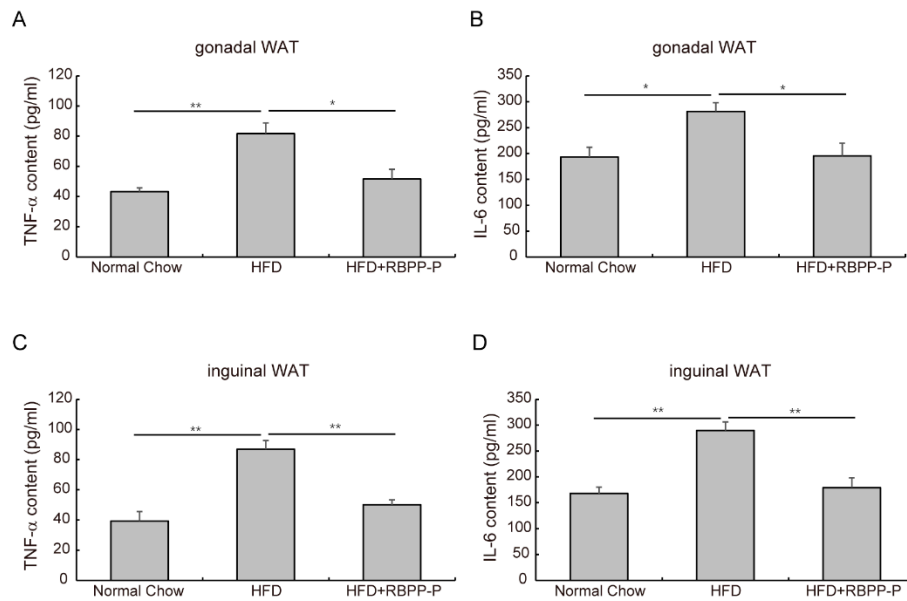 A
gonadal WAT
TNF-α content (pg/ml)
120
100
80
60
40
20
0
** *
Normal Chow HFD HFD+RBPP-P
B
gonadal WAT
IL-6 content (pg/ml)
350
300
250
200
150
100
50
0
* *
Normal Chow HFD HFD+RBPP-P
C
inguinal WAT
TNF-α content (pg/ml)
120
100
80
60
40
20
0
** **
Normal Chow HFD HFD+RBPP-P
D
inguinal WAT
IL-6 content (pg/ml)
350
300
250
200
150
100
50
0
** **
Normal Chow HFD HFD+RBPP-P